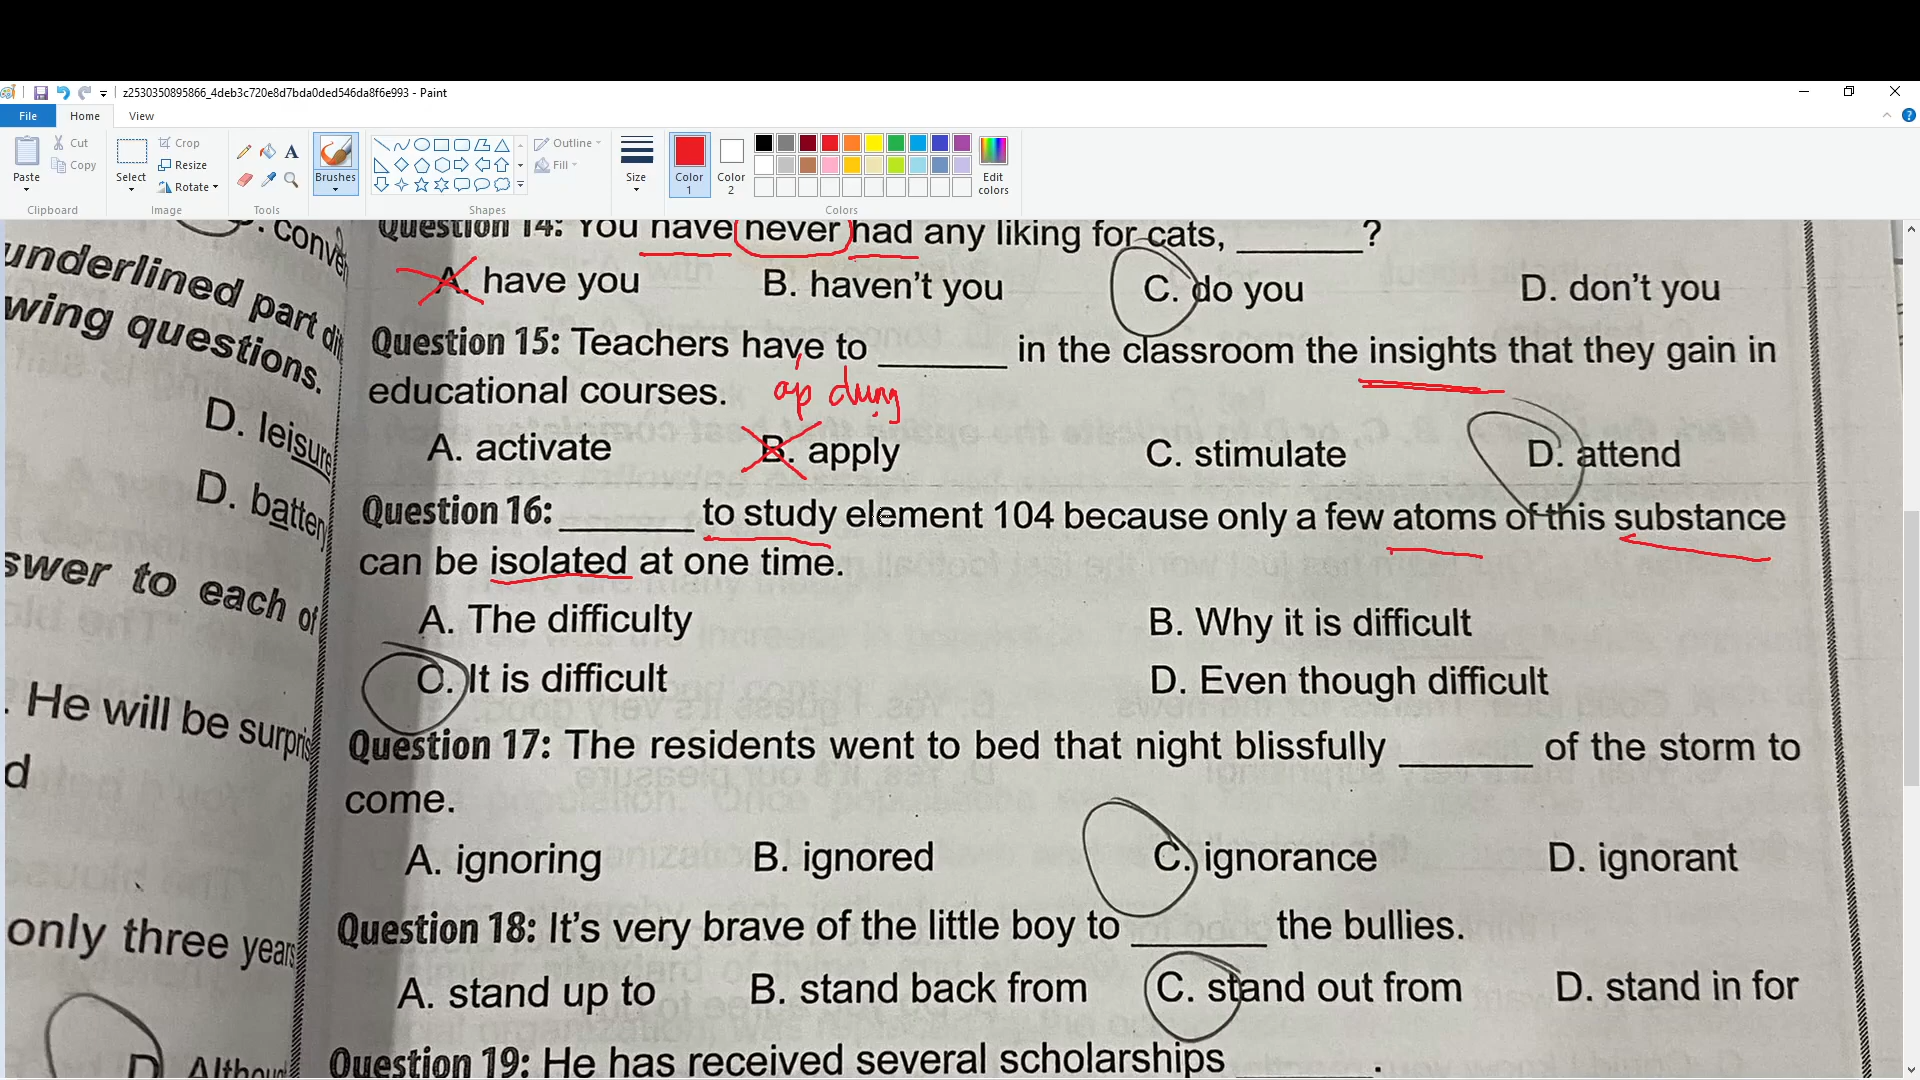 z2530350895866_4deb3c720e8d7bda0ded546da8f6e993 - Paint
File Home View
Paste Cut Copy Clipboard
Select Crop Resize Rotate Image
Tools
Brushes
Outline Fill Shapes
Size
Color 1 Color 2 Edit colors Colors
conve
underlined part
wing questions.
D. leisure
D. battery
swer to each of
. He will be surpris
d
only three years
D. Althoug
Question 14: You have never had any liking for cats, _______?
A. have you B. haven't you C. do you D. don't you
Question 15: Teachers have to _______ in the classroom the insights that they gain in
educational courses.
áp dụng
A. activate B. apply C. stimulate D. attend
Question 16: _______ to study element 104 because only a few atoms of this substance
can be isolated at one time.
A. The difficulty B. Why it is difficult
C. It is difficult D. Even though difficult
Question 17: The residents went to bed that night blissfully _______ of the storm to
come.
A. ignoring B. ignored C. ignorance D. ignorant
Question 18: It's very brave of the little boy to _______ the bullies.
A. stand up to B. stand back from C. stand out from D. stand in for
Question 19: He has received several scholarships _______.